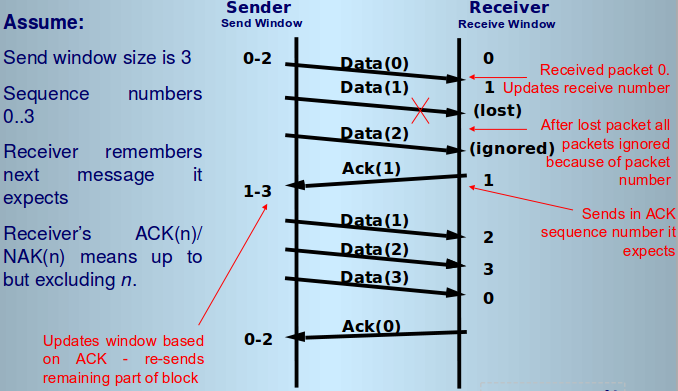 Assume:
Send window size is 3
Sequence numbers
0..3
Receiver remembers
next message it
expects
Receiver's ACK(n)/
NAK(n) means up to
but excluding n.
Updates window based
on ACK - re-sends
remaining part of block
Sender
Send Window
Receiver
Receive Window
0-2
Data(0)
0
Received packet 0.
Updates receive number
Data(1)
1
(lost)
After lost packet all
packets ignored
because of packet
number
Data(2)
(ignored)
Ack(1)
1
1-3
Sends in ACK
sequence number it
expects
Data(1)
2
Data(2)
3
Data(3)
0
Ack(0)
0-2